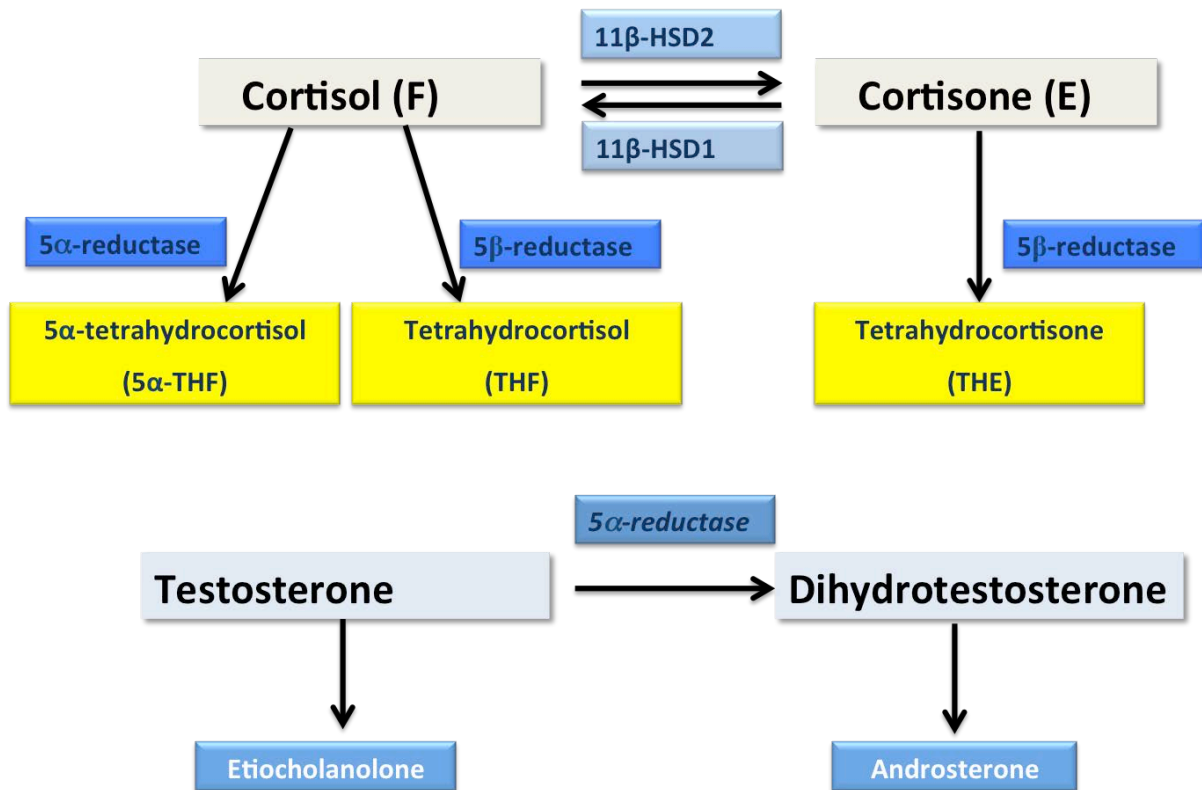 11β-HSD2
Cortisol (F)
Cortisone (E)
11β-HSD1
5α-reductase
5β-reductase
5β-reductase
5α-tetrahydrocortisol
(5α-THF)
Tetrahydrocortisol
(THF)
Tetrahydrocortisone
(THE)
5α-reductase
Testosterone
Dihydrotestosterone
Etiocholanolone
Androsterone